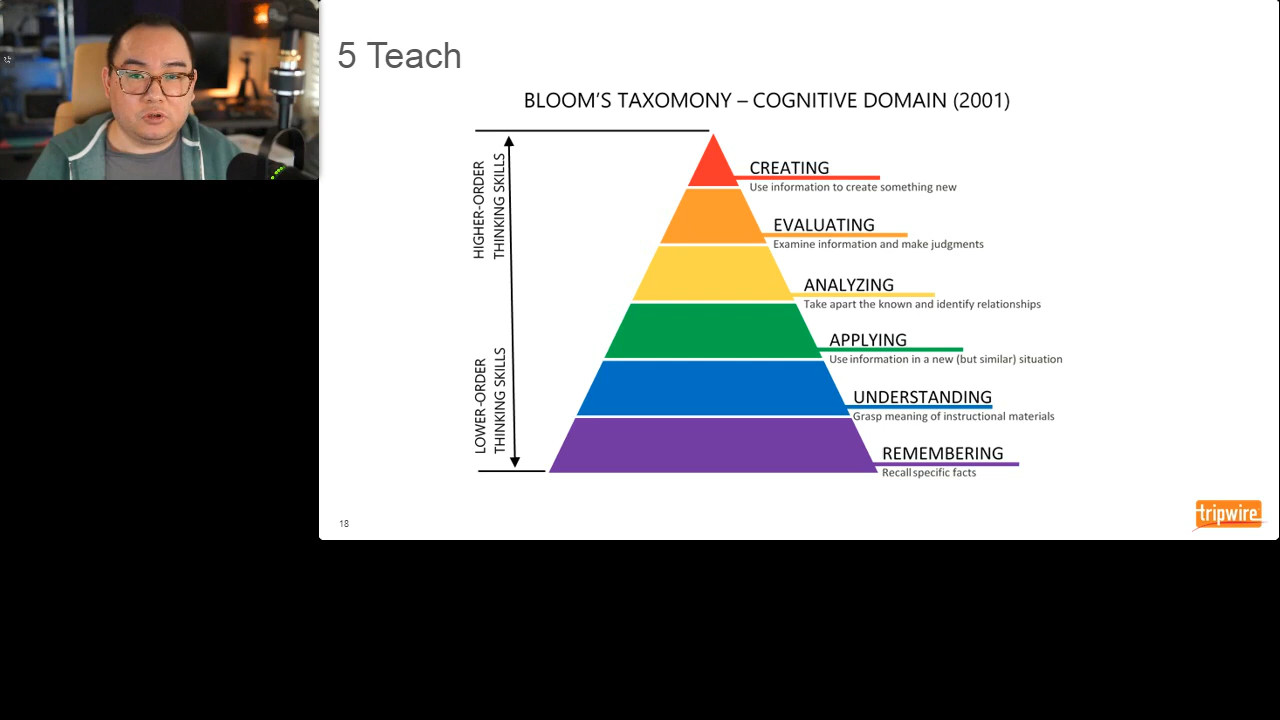 5 Teach
BLOOM'S TAXOMONY – COGNITIVE DOMAIN (2001)
HIGHER-ORDER
THINKING SKILLS
LOWER-ORDER
THINKING SKILLS
CREATING
Use information to create something new
EVALUATING
Examine information and make judgments
ANALYZING
Take apart the known and identify relationships
APPLYING
Use information in a new (but similar) situation
UNDERSTANDING
Grasp meaning of instructional materials
REMEMBERING
Recall specific facts
18
tripwire